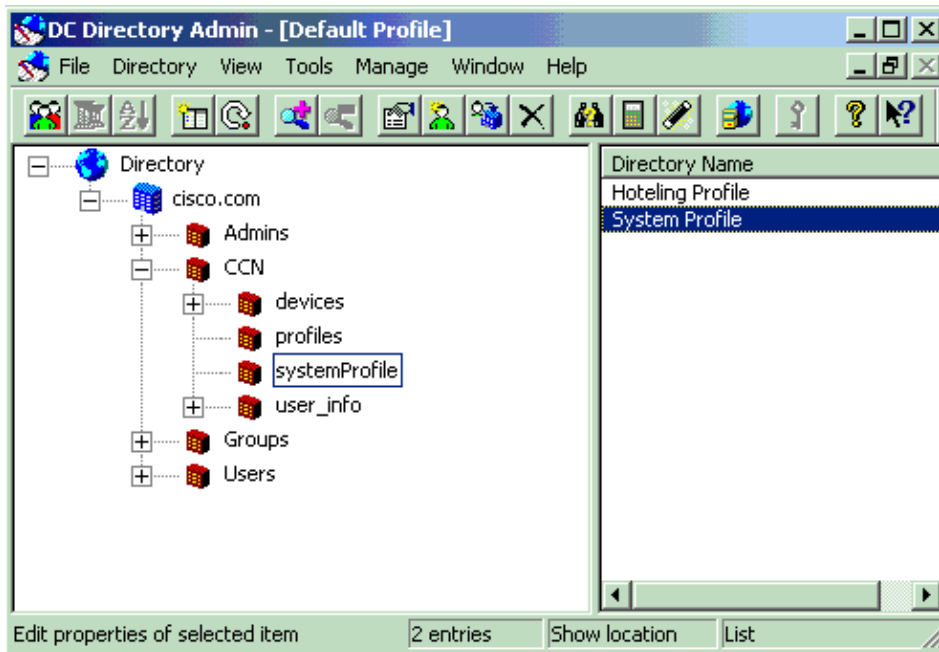 DC Directory Admin - [Default Profile]
File Directory View Tools Manage Window Help
Directory
cisco.com
Admins
CCN
devices
profiles
systemProfile
user_info
Groups
Users
Directory Name
Hoteling Profile
System Profile
Edit properties of selected item 2 entries Show location List